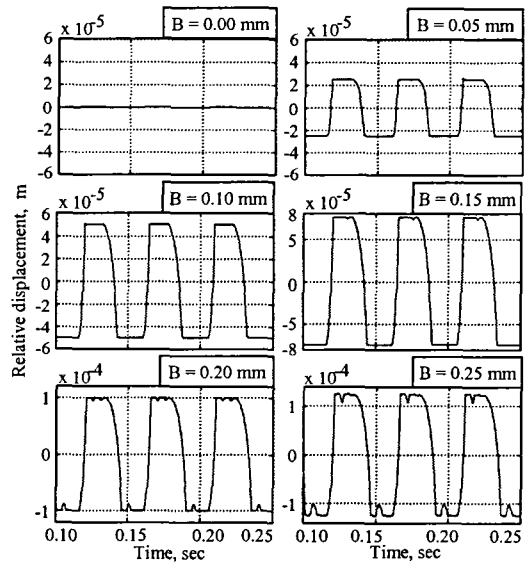 B = 0.00 mm
B = 0.05 mm
x 10⁻⁵
6
4
2
0
-2
-4
-6
x 10⁻⁵
6
4
2
0
-2
-4
-6
B = 0.10 mm
B = 0.15 mm
x 10⁻⁵
6
4
2
0
-2
-4
-6
x 10⁻⁵
8
5
0
-5
-8
B = 0.20 mm
B = 0.25 mm
x 10⁻⁴
1
0
-1
x 10⁻⁴
1
0
-1
0.10 0.15 0.20 0.25
0.10 0.15 0.20 0.25
Time, sec
Time, sec
Relative displacement, m